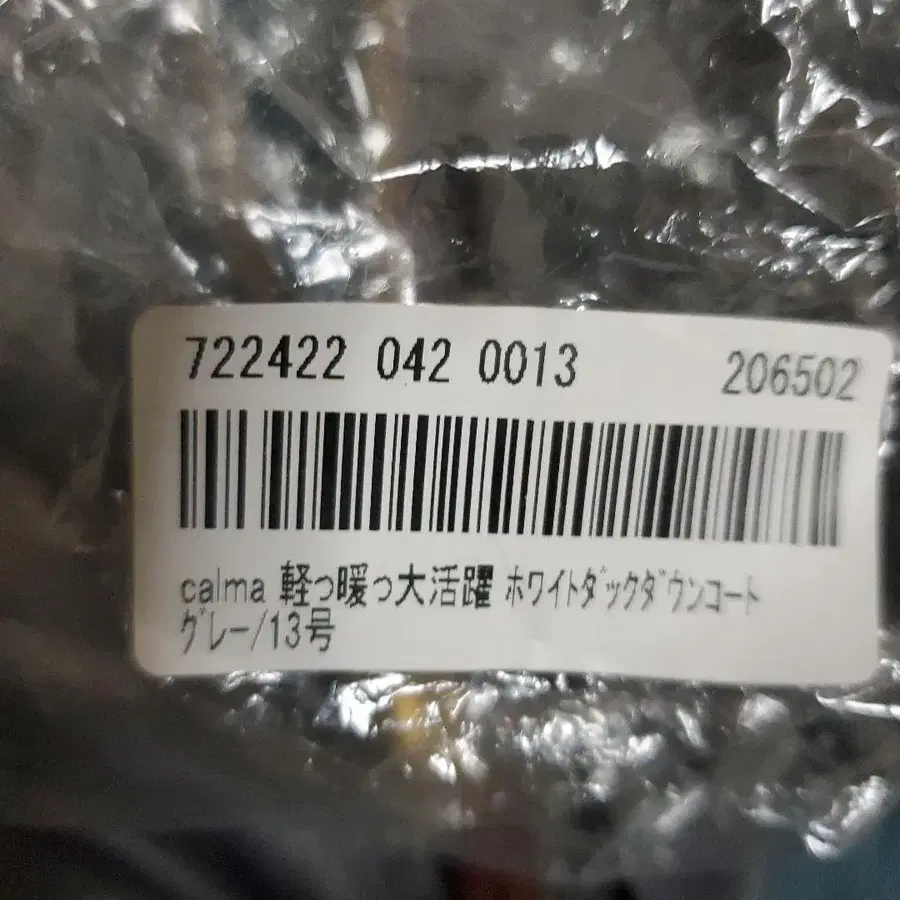 722422 042 0013 206502
calma 軽っ暖っ大活躍 ﾎﾜｲﾄﾀﾞｯｸﾀﾞｳﾝｺｰﾄ
ｸﾞﾚｰ/13号